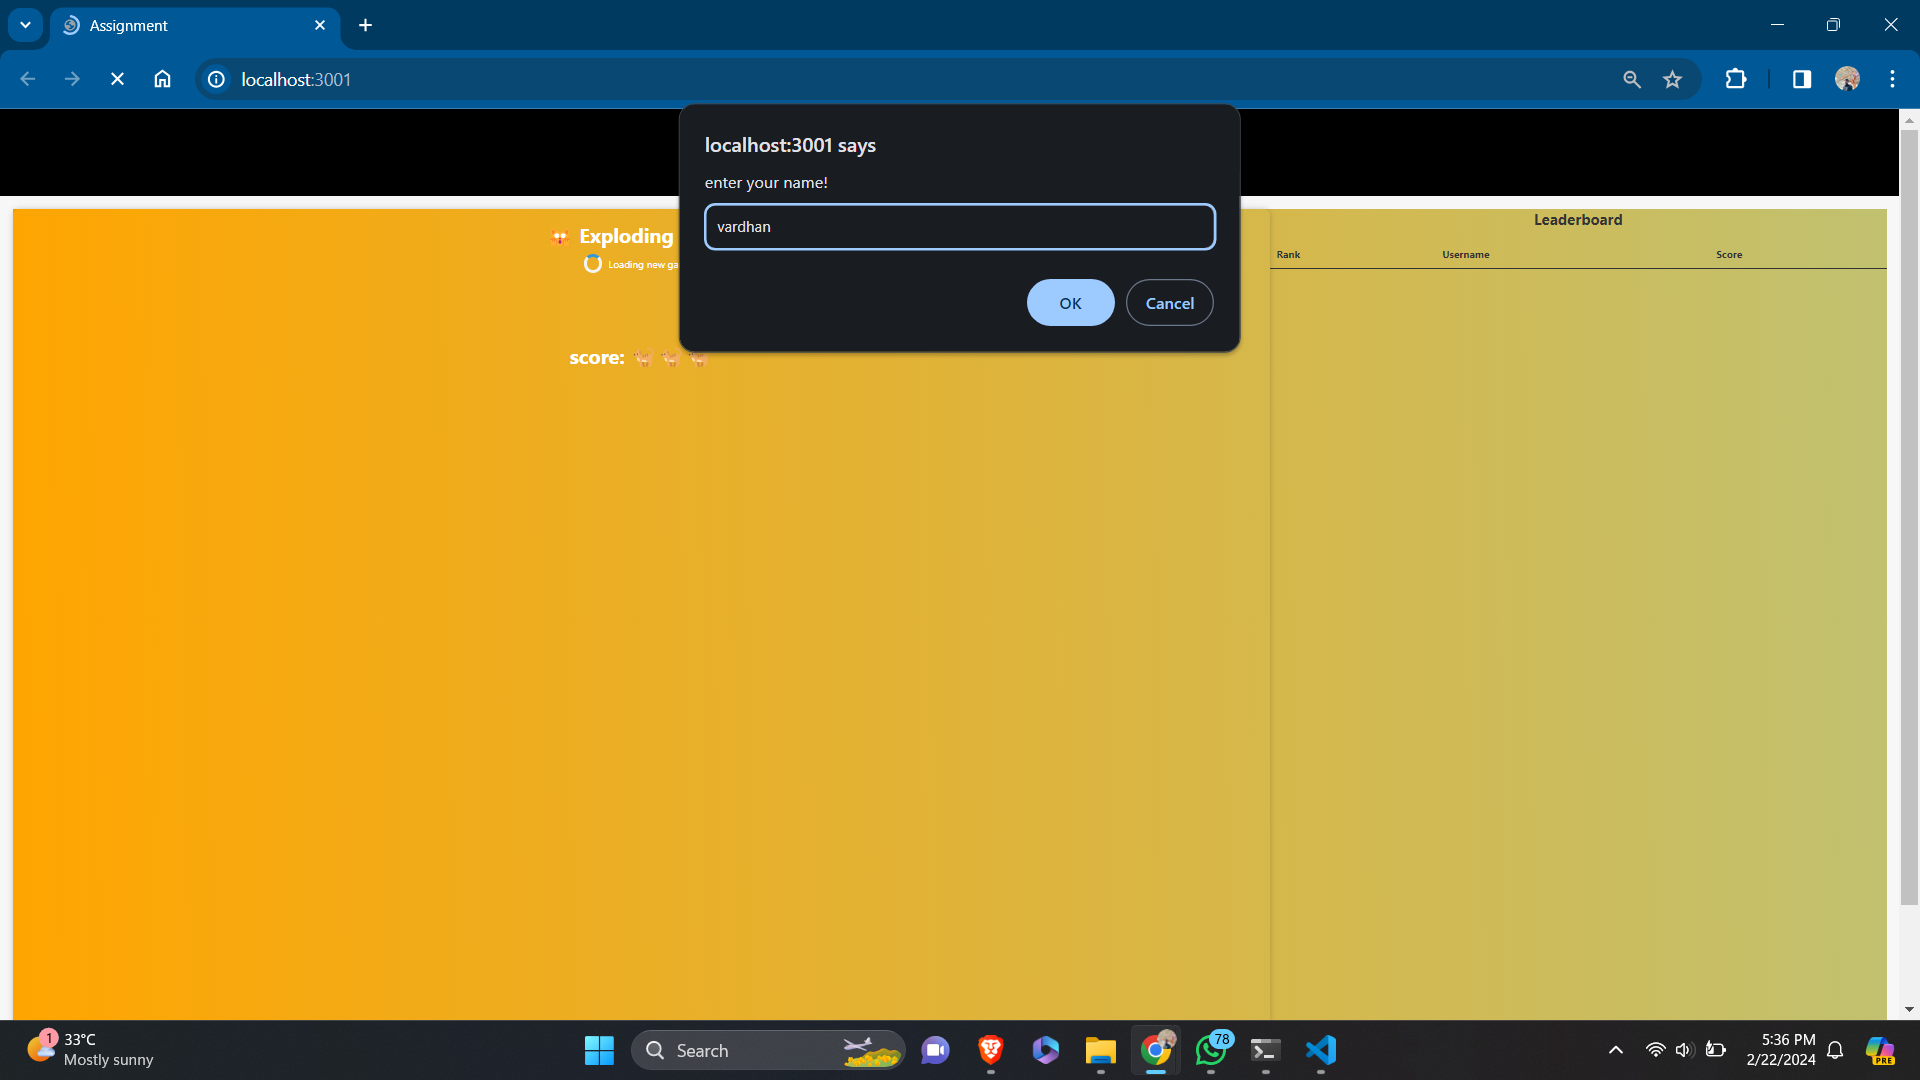 Assignment
localhost:3001
localhost:3001 says
enter your name!
vardhan
OK
Cancel
Exploding
Loading new ga
score:
Leaderboard
Rank Username Score
1
33°C
Mostly sunny
Search
78
5:36 PM
2/22/2024
PRE